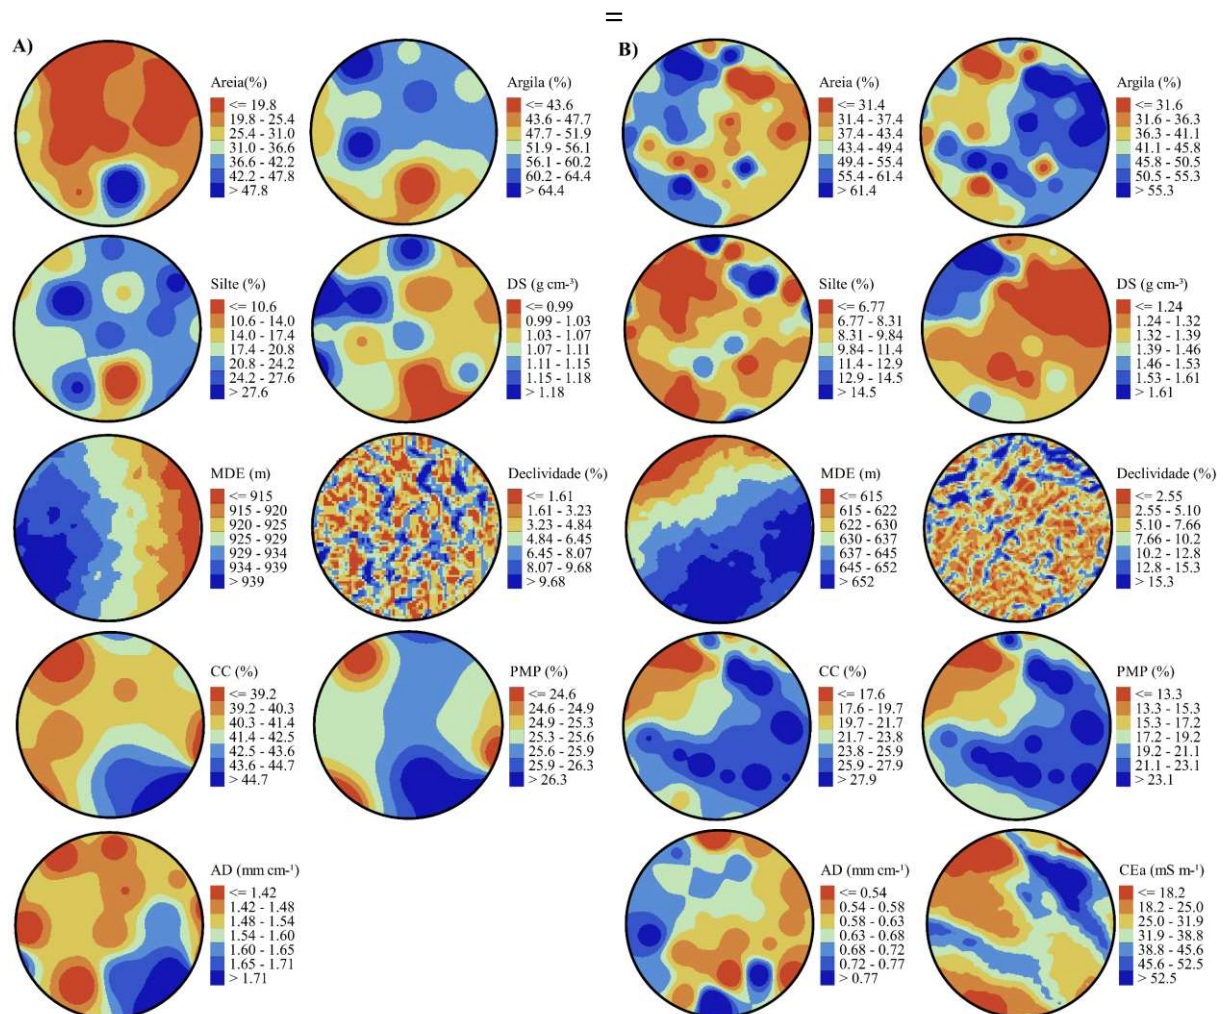 =
A)
Areia(%)
<= 19.8
19.8 - 25.4
25.4 - 31.0
31.0 - 36.6
36.6 - 42.2
42.2 - 47.8
> 47.8
Argila (%)
<= 43.6
43.6 - 47.7
47.7 - 51.9
51.9 - 56.1
56.1 - 60.2
60.2 - 64.4
> 64.4
Silte (%)
<= 10.6
10.6 - 14.0
14.0 - 17.4
17.4 - 20.8
20.8 - 24.2
24.2 - 27.6
> 27.6
DS (g cm-³)
<= 0.99
0.99 - 1.03
1.03 - 1.07
1.07 - 1.11
1.11 - 1.15
1.15 - 1.18
> 1.18
MDE (m)
<= 915
915 - 920
920 - 925
925 - 929
929 - 934
934 - 939
> 939
Declividade (%)
<= 1.61
1.61 - 3.23
3.23 - 4.84
4.84 - 6.45
6.45 - 8.07
8.07 - 9.68
> 9.68
CC (%)
<= 39.2
39.2 - 40.3
40.3 - 41.4
41.4 - 42.5
42.5 - 43.6
43.6 - 44.7
> 44.7
PMP (%)
<= 24.6
24.6 - 24.9
24.9 - 25.3
25.3 - 25.6
25.6 - 25.9
25.9 - 26.3
> 26.3
AD (mm cm-¹)
<= 1.42
1.42 - 1.48
1.48 - 1.54
1.54 - 1.60
1.60 - 1.65
1.65 - 1.71
> 1.71
B)
Areia (%)
<= 31.4
31.4 - 37.4
37.4 - 43.4
43.4 - 49.4
49.4 - 55.4
55.4 - 61.4
> 61.4
Argila (%)
<= 31.6
31.6 - 36.3
36.3 - 41.1
41.1 - 45.8
45.8 - 50.5
50.5 - 55.3
> 55.3
Silte (%)
<= 6.77
6.77 - 8.31
8.31 - 9.84
9.84 - 11.4
11.4 - 12.9
12.9 - 14.5
> 14.5
DS (g cm-³)
<= 1.24
1.24 - 1.32
1.32 - 1.39
1.39 - 1.46
1.46 - 1.53
1.53 - 1.61
> 1.61
MDE (m)
<= 615
615 - 622
622 - 630
630 - 637
637 - 645
645 - 652
> 652
Declividade (%)
<= 2.55
2.55 - 5.10
5.10 - 7.66
7.66 - 10.2
10.2 - 12.8
12.8 - 15.3
> 15.3
CC (%)
<= 17.6
17.6 - 19.7
19.7 - 21.7
21.7 - 23.8
23.8 - 25.9
25.9 - 27.9
> 27.9
PMP (%)
<= 13.3
13.3 - 15.3
15.3 - 17.2
17.2 - 19.2
19.2 - 21.1
21.1 - 23.1
> 23.1
AD (mm cm-¹)
<= 0.54
0.54 - 0.58
0.58 - 0.63
0.63 - 0.68
0.68 - 0.72
0.72 - 0.77
> 0.77
CEa (mS m-¹)
<= 18.2
18.2 - 25.0
25.0 - 31.9
31.9 - 38.8
38.8 - 45.6
45.6 - 52.5
> 52.5